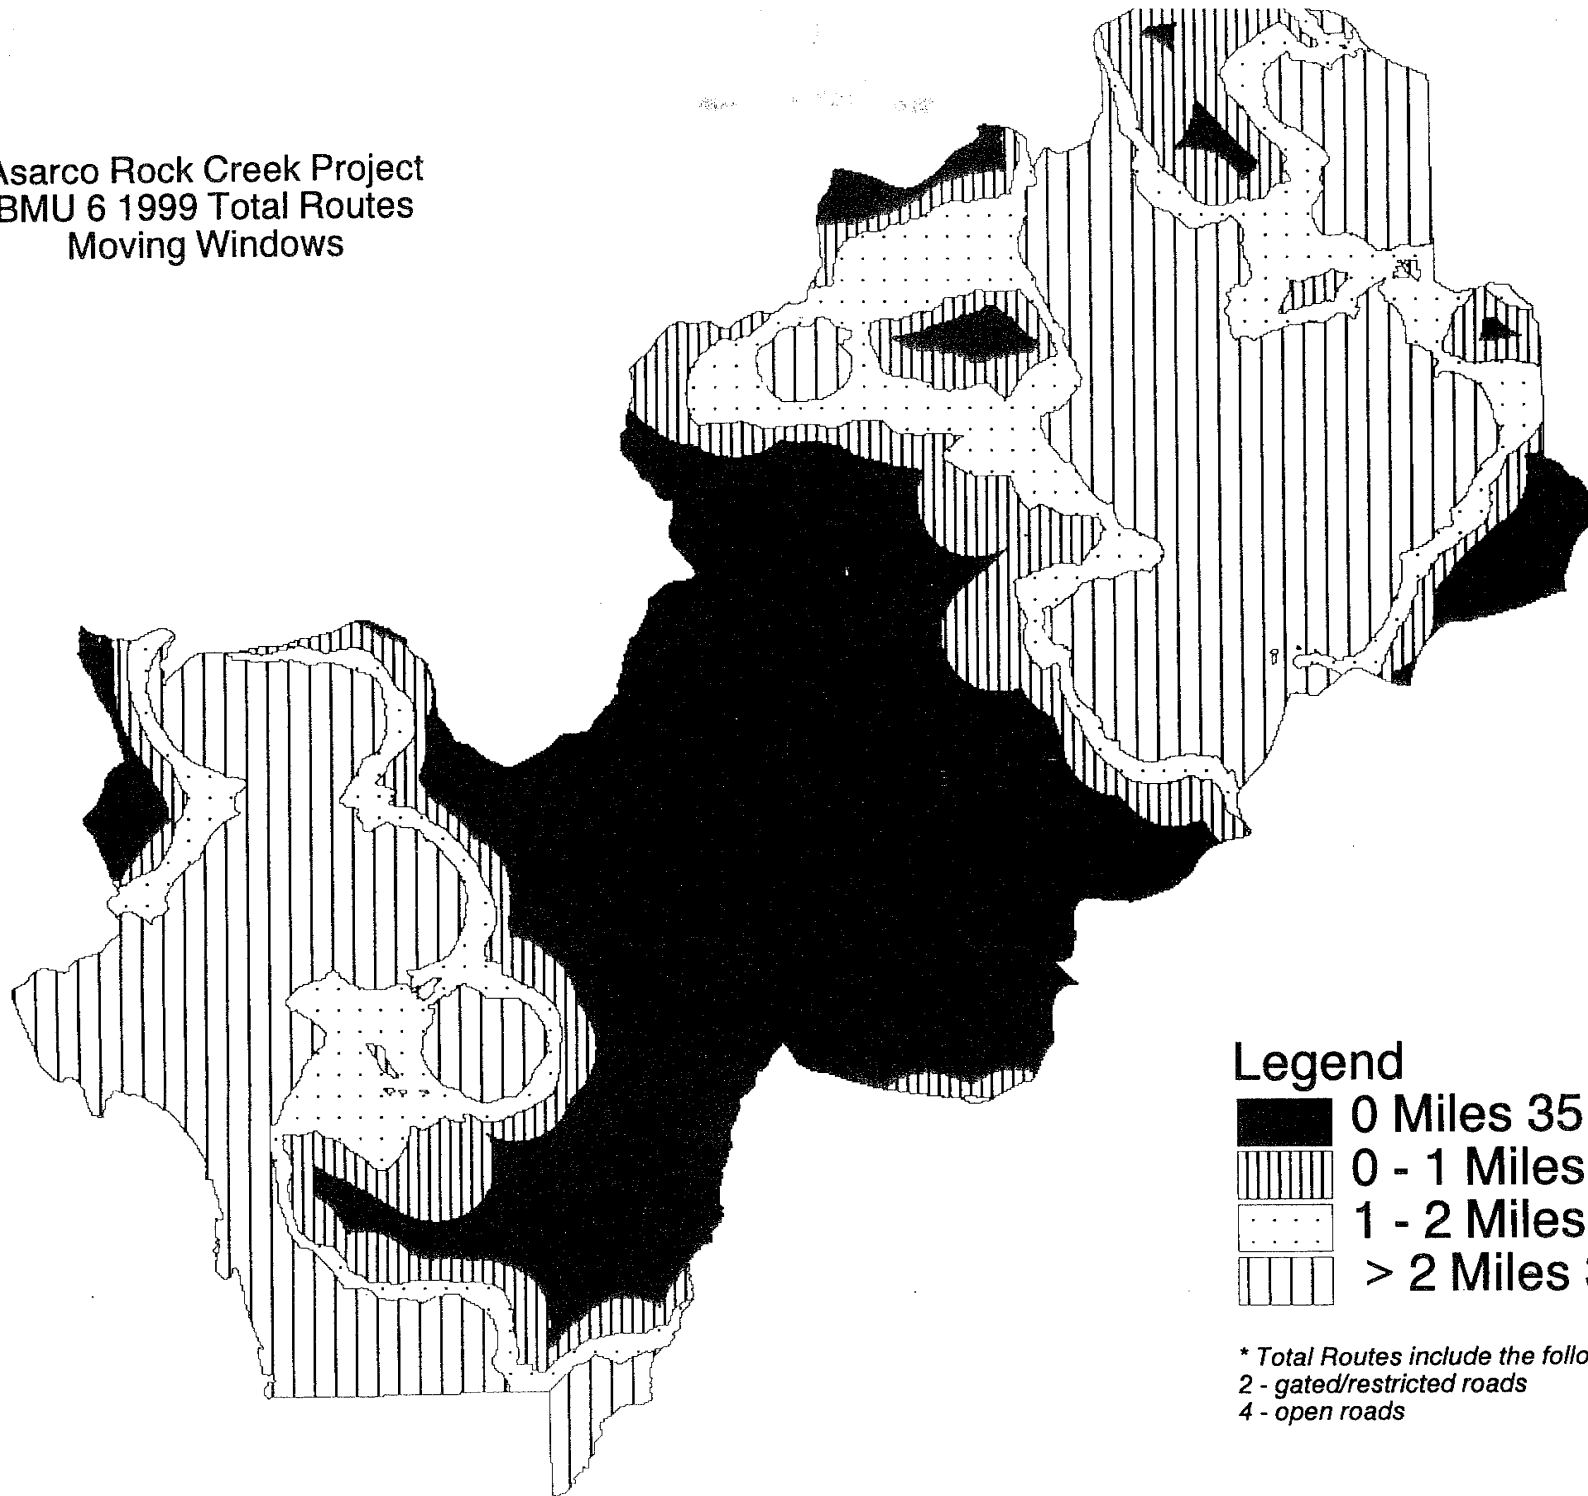 Asarco Rock Creek Project
BMU 6 1999 Total Routes
Moving Windows
Legend
0 Miles 35
0 - 1 Miles
1 - 2 Miles
> 2 Miles
* Total Routes include the follo
2 - gated/restricted roads
4 - open roads